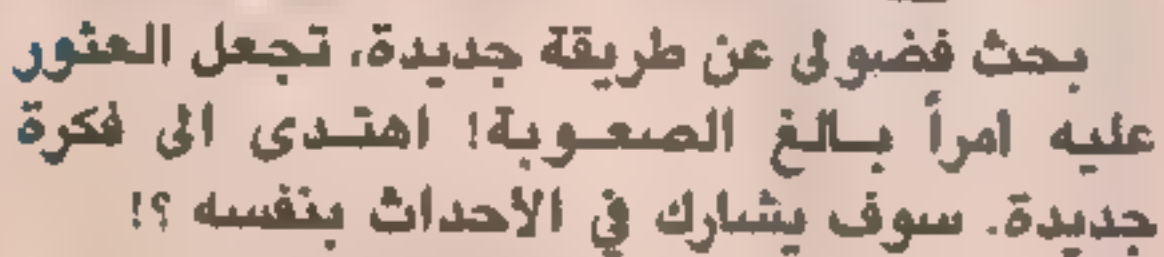 بحث فضولى عن طريقة جديدة، تجعل العثور
عليه امرأ بالغ الصعوبة! اهتدى الى فكرة
جديدة. سوف يشارك في الأحداث بنفسه ؟!